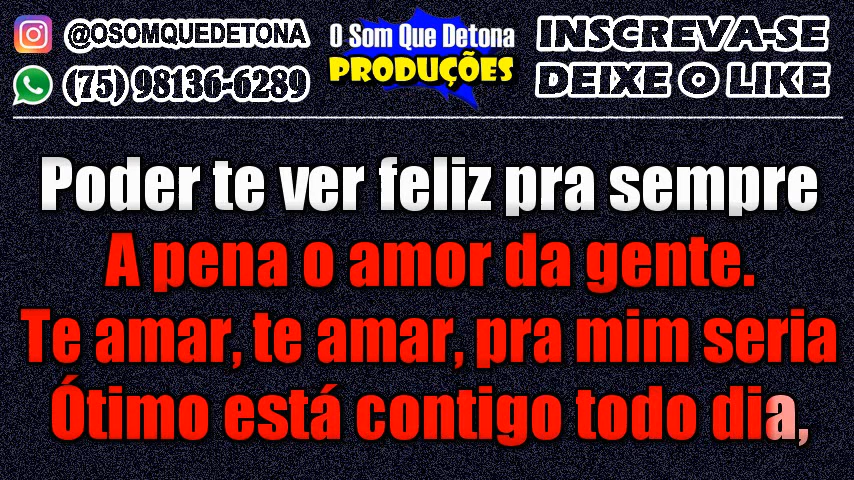 @OSOMQUEDETONA
(75) 98136-6289
O Som Que Detona
PRODUÇÕES
INSCREVA-SE
DEIXE O LIKE
Poder te ver feliz pra sempre
A pena o amor da gente.
Te amar, te amar, pra mim seria
Ótimo está contigo todo dia,